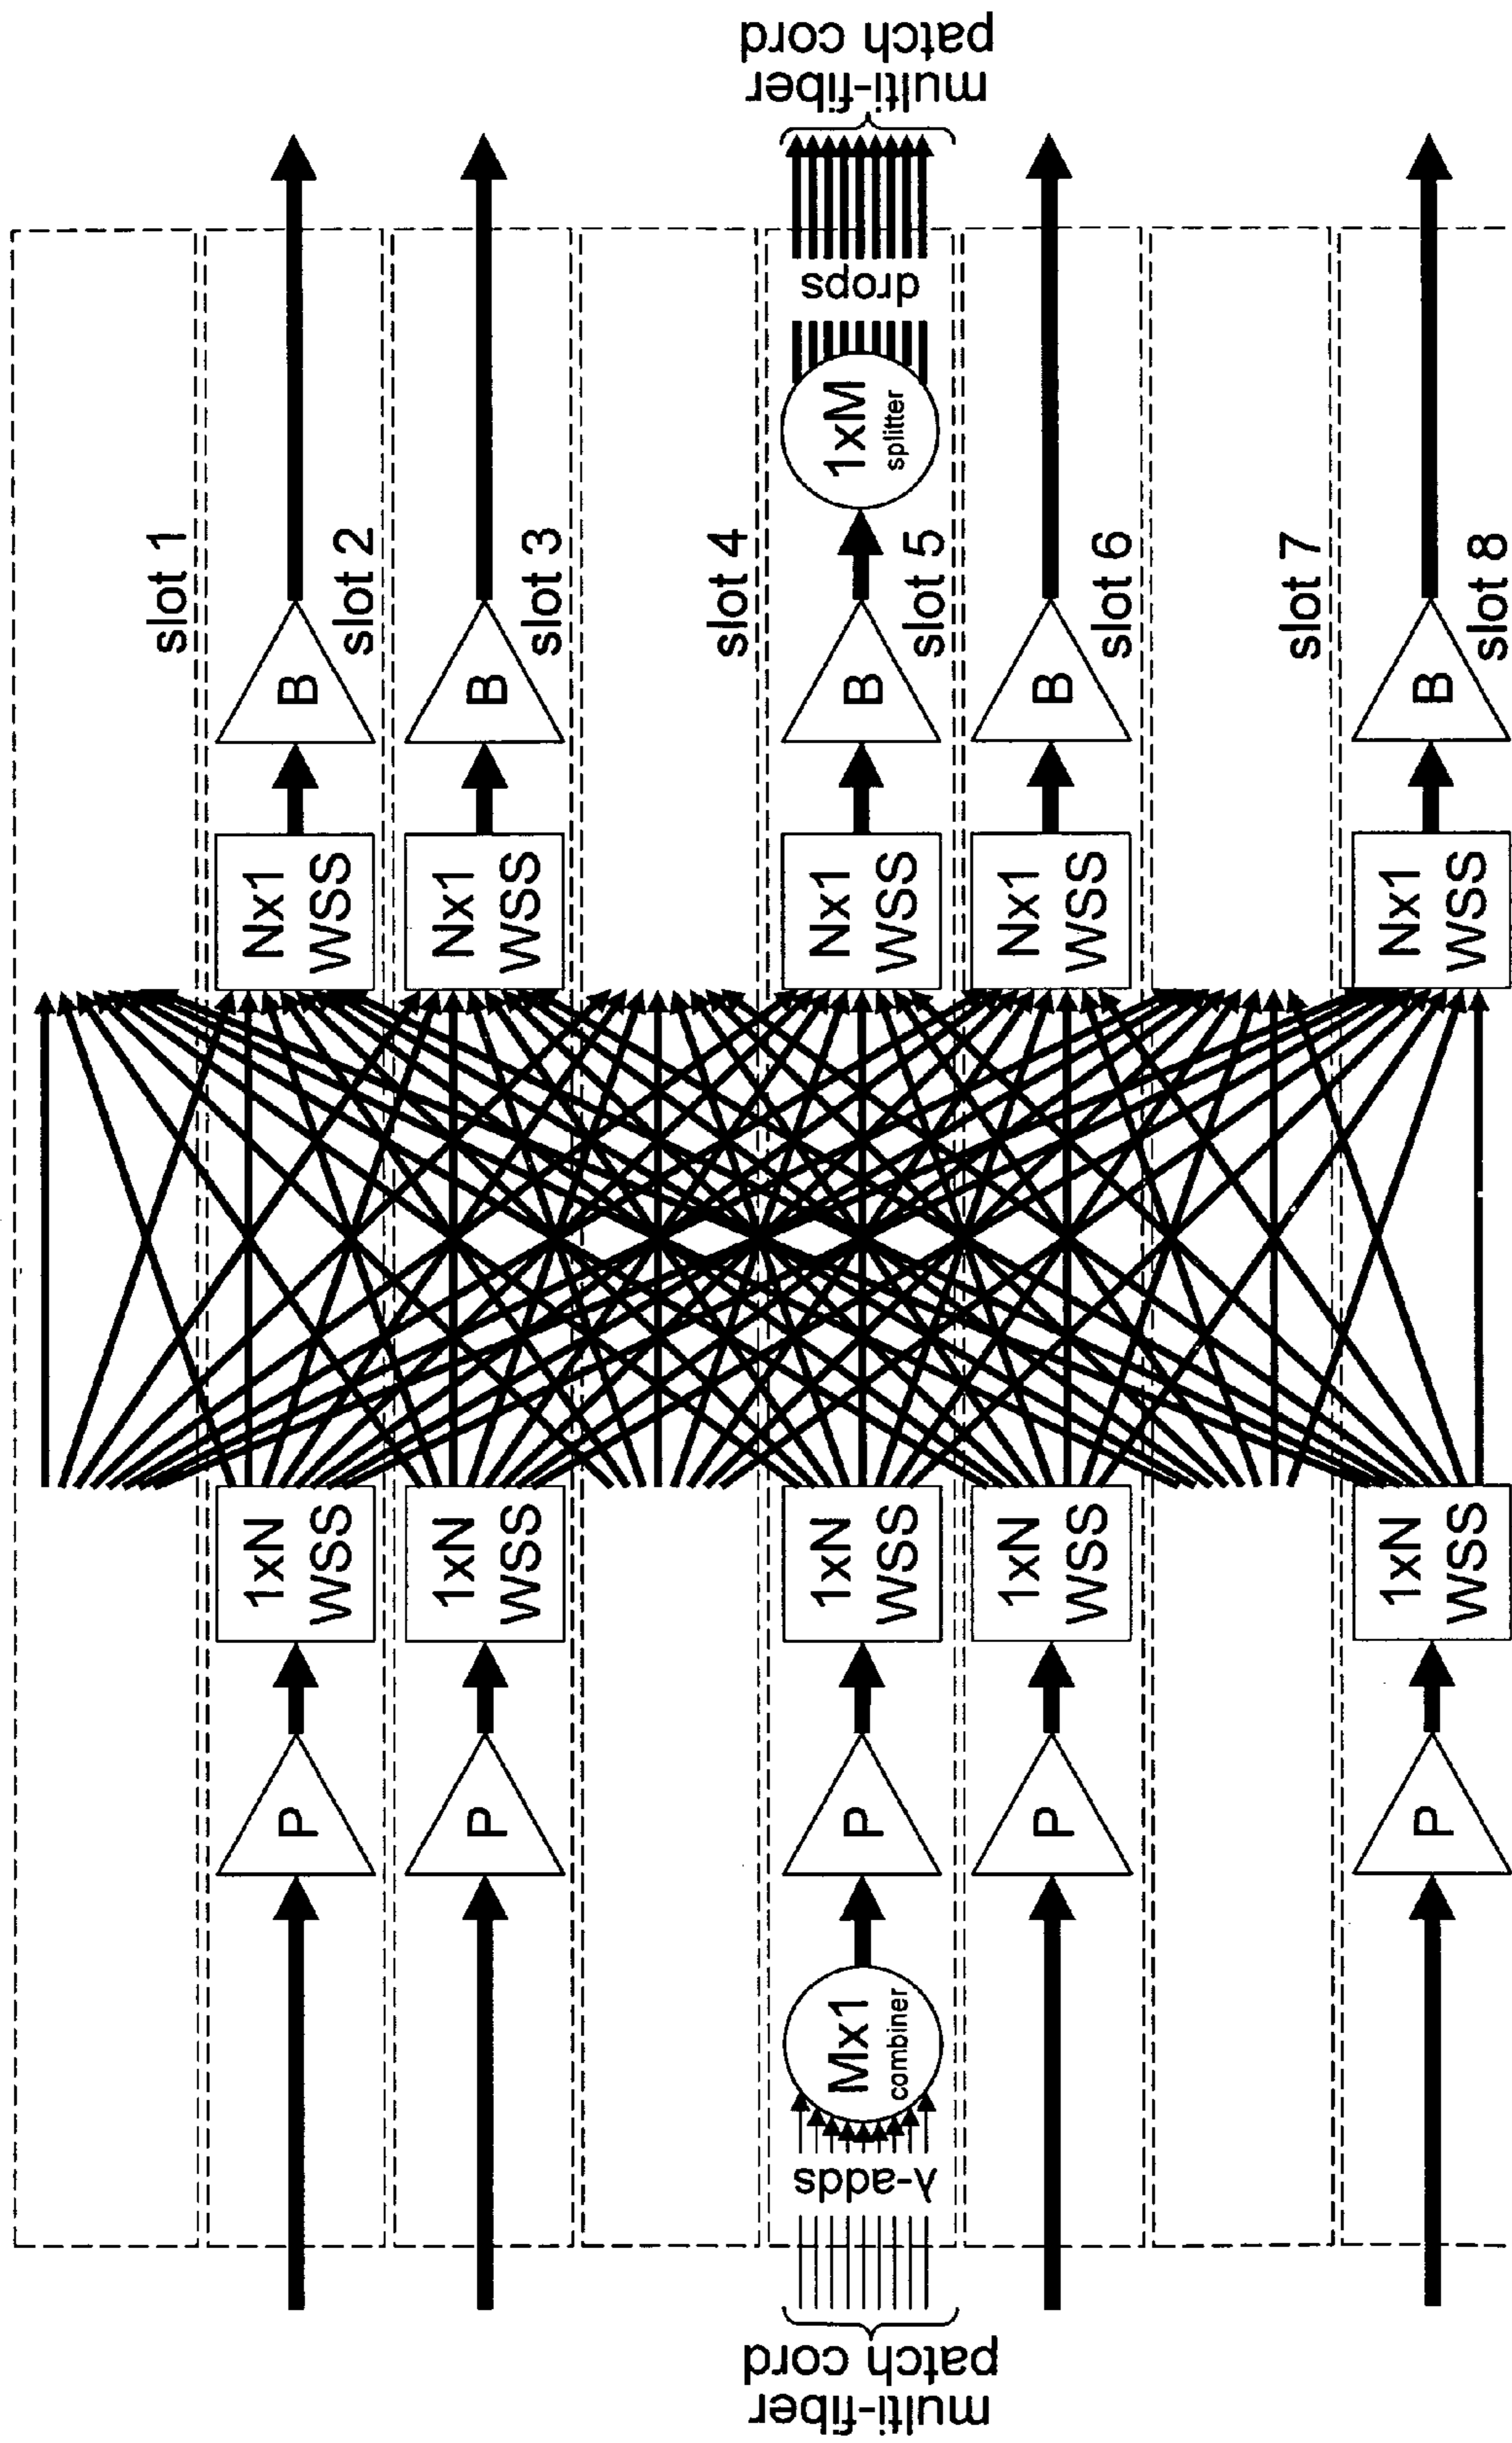 multi-fiber
patch cord
λ-adds
Mx1
combiner
P
P
P
P
P
1xN
WSS
1xN
WSS
1xN
WSS
1xN
WSS
1xN
WSS
Nx1
WSS
Nx1
WSS
Nx1
WSS
Nx1
WSS
Nx1
WSS
B
B
B
B
B
slot 1
slot 2
slot 3
slot 4
slot 5
slot 6
slot 7
slot 8
1xM
splitter
drops
multi-fiber
patch cord